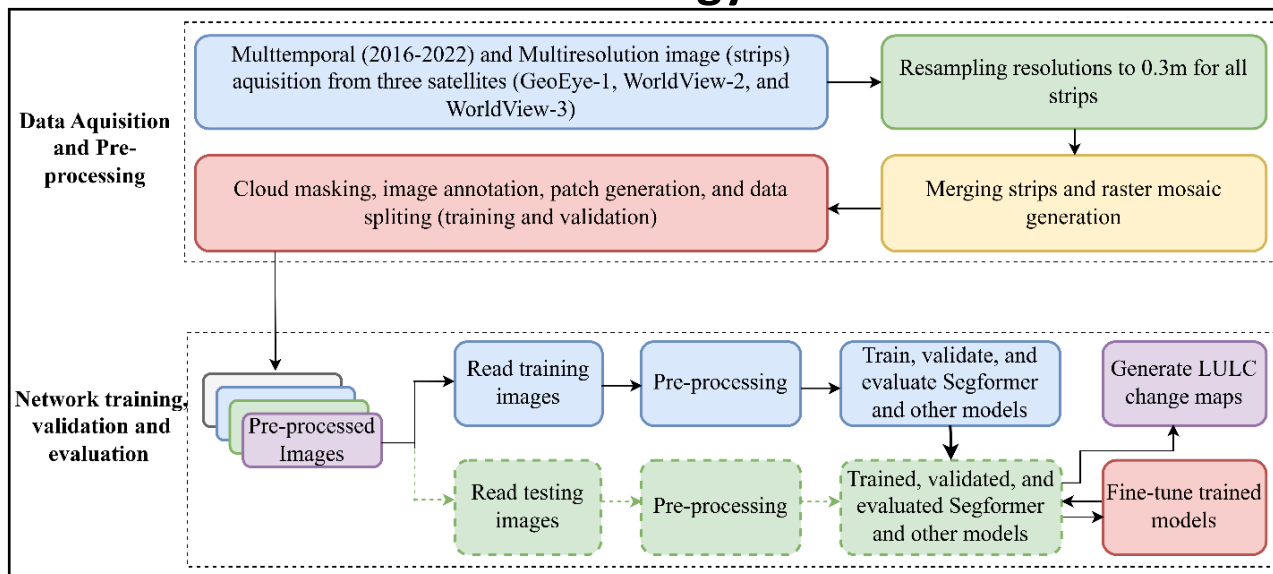 Multtemporal (2016-2022) and Multiresolution image (strips)
aquisition from three satellites (GeoEye-1, WorldView-2, and
WorldView-3)
Resampling resolutions to 0.3m for all
strips
Data Aquisition
and Pre-
processing
Cloud masking, image annotation, patch generation, and data
spliting (training and validation)
Merging strips and raster mosaic
generation
Network training,
validation and
evaluation
Pre-processed
Images
Read training
images
Pre-processing
Train, validate, and
evaluate Segformer
and other models
Generate LULC
change maps
Read testing
images
Pre-processing
Trained, validated, and
evaluated Segformer
and other models
Fine-tune trained
models